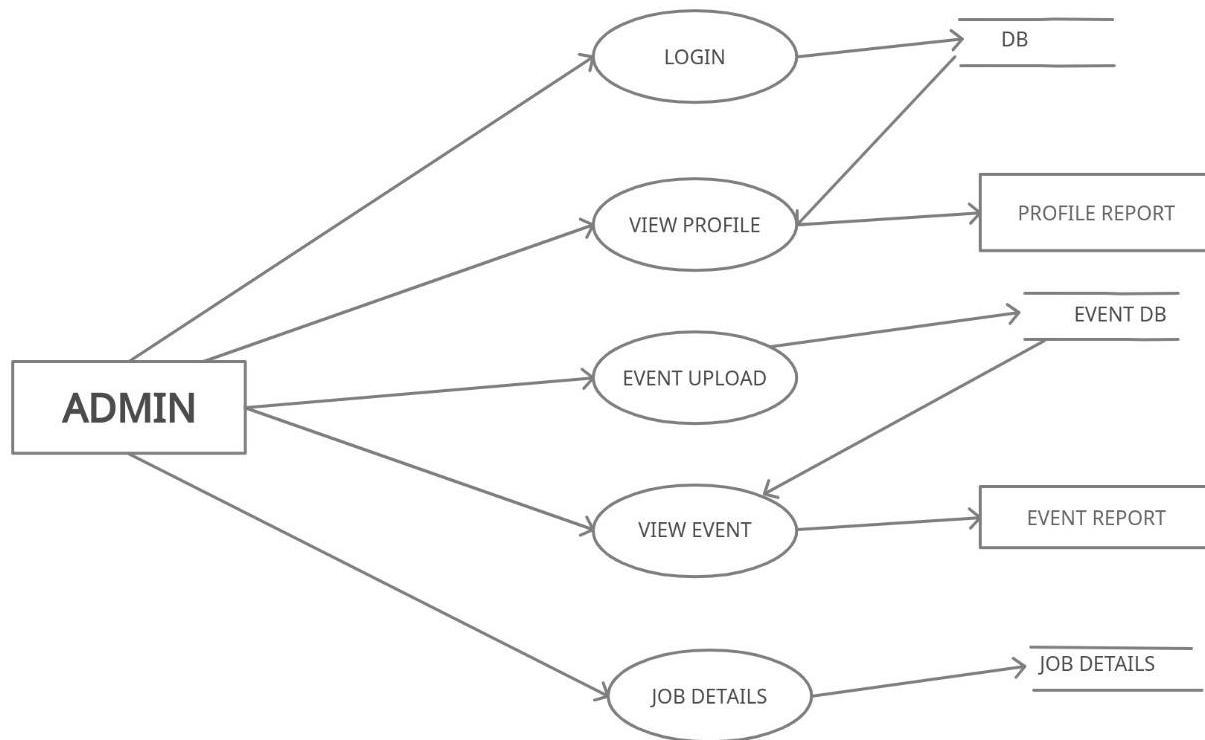 LOGIN
DB
VIEW PROFILE
PROFILE REPORT
EVENT DB
EVENT UPLOAD
ADMIN
VIEW EVENT
EVENT REPORT
JOB DETAILS
JOB DETAILS